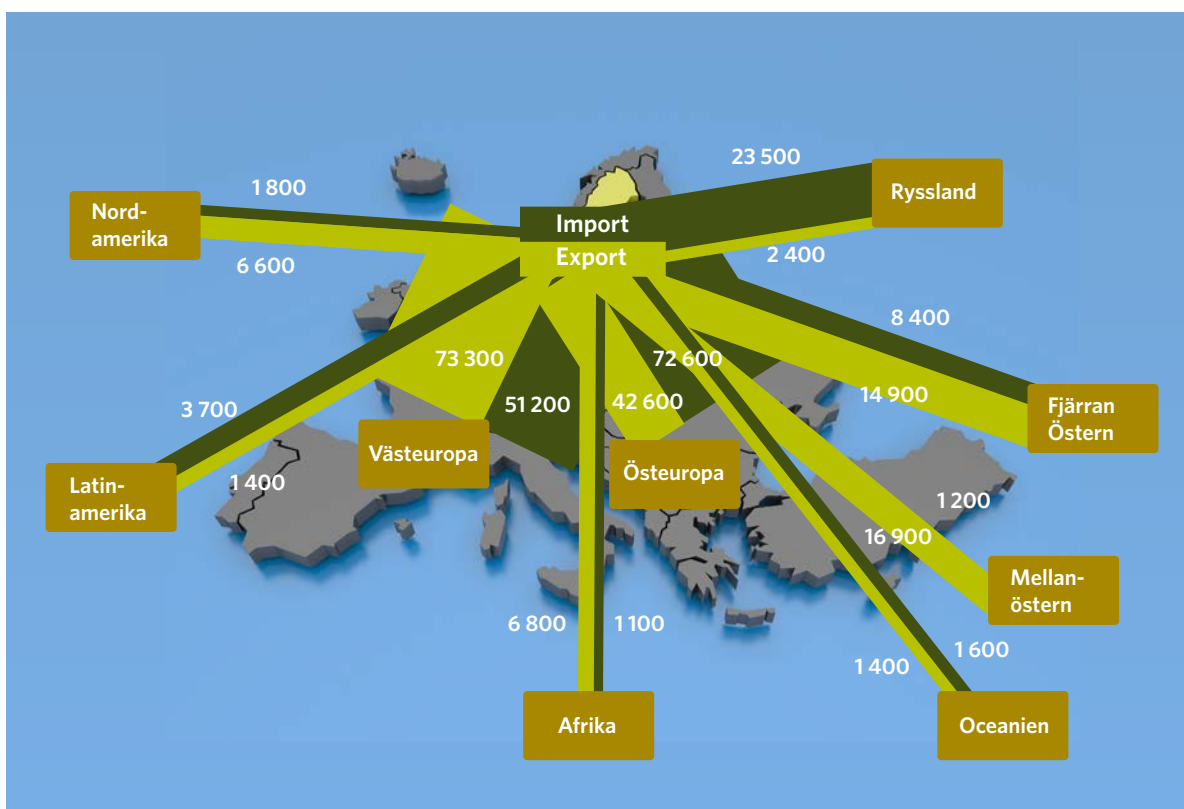 23 500
1 800
Ryssland
Nord-
amerika
Import
Export
2 400
6 600
8 400
73 300
72 600
14 900
51 200
42 600
3 700
Fjärran
Östern
Västeuropa
Östeuropa
1 400
Latin-
amerika
1 200
16 900
Mellan-
östern
6 800
1 100
1 600
1 400
Afrika
Oceanien